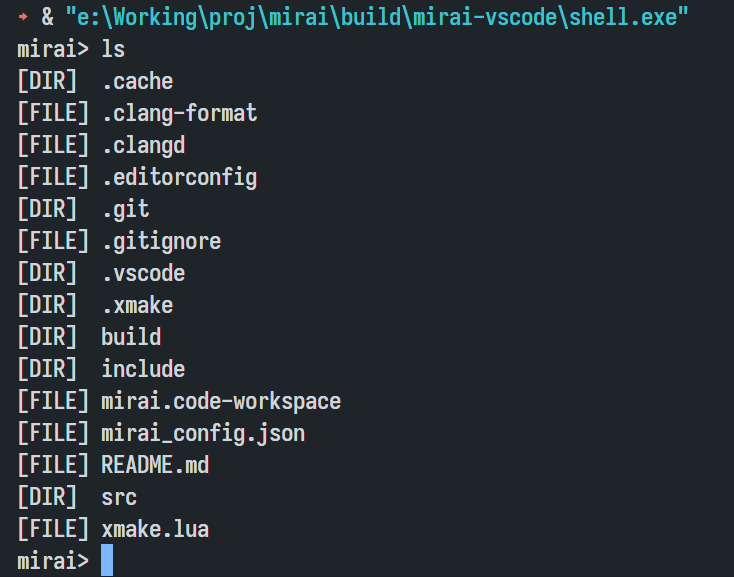 ➜ & "e:\Working\proj\mirai\build\mirai-vscode\shell.exe"
mirai> ls
[DIR]  .cache
[FILE] .clang-format
[FILE] .clangd
[FILE] .editorconfig
[DIR]  .git
[FILE] .gitignore
[DIR]  .vscode
[DIR]  .xmake
[DIR]  build
[DIR]  include
[FILE] mirai.code-workspace
[FILE] mirai_config.json
[FILE] README.md
[DIR]  src
[FILE] xmake.lua
mirai>